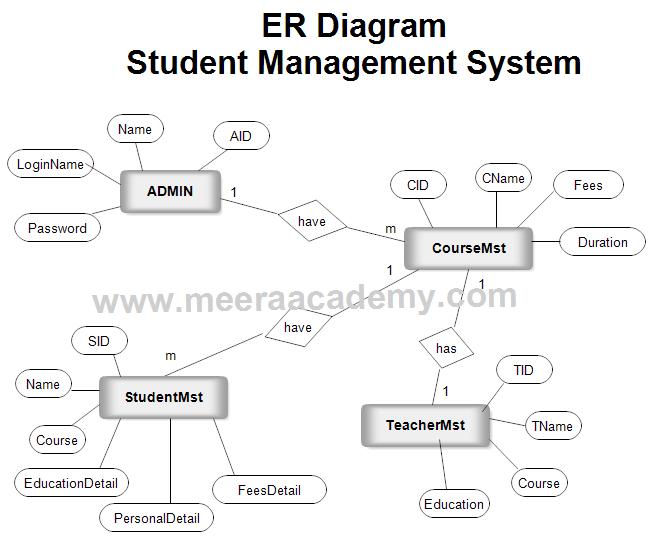 ER Diagram
Student Management System
Name
AID
LoginName
ADMIN
Password
1
have
m
CID
CName
Fees
CourseMst
Duration
1
1
www.meeraacademy.com
have
m
has
1
SID
Name
StudentMst
Course
EducationDetail
PersonalDetail
FeesDetail
TID
TeacherMst
TName
Course
Education